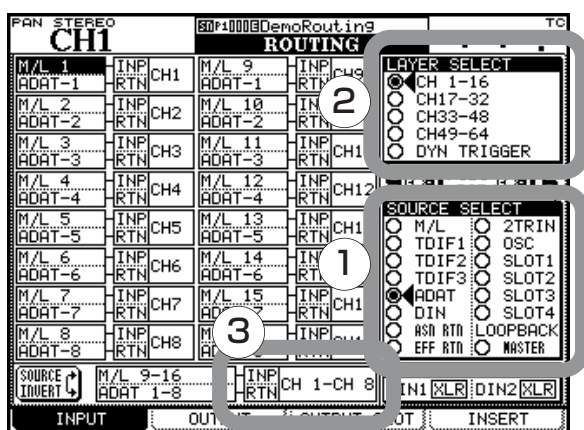 PAN STEREO
CH1
SNP1000 DemoRouting
ROUTING
TC
M/L 1 INP CH1
ADAT-1 RTN
M/L 2 INP CH2
ADAT-2 RTN
M/L 3 INP CH3
ADAT-3 RTN
M/L 4 INP CH4
ADAT-4 RTN
M/L 5 INP CH5
ADAT-5 RTN
M/L 6 INP CH6
ADAT-6 RTN
M/L 7 INP CH7
ADAT-7 RTN
M/L 8 INP CH8
ADAT-8 RTN
M/L 9 INP CH9
ADAT-1 RTN
M/L 10 INP
ADAT-2 RTN
M/L 11 INP
ADAT-3 RTN
M/L 12 INP CH12
ADAT-4 RTN
M/L 13 INP
ADAT-5 RTN
M/L 14 INP
ADAT-6 RTN
M/L 15 INP
RTN
2
LAYER SELECT
CH 1-16
CH17-32
CH33-48
CH49-64
DYN TRIGGER
1
SOURCE SELECT
M/L
TDIF1
TDIF2
TDIF3
ADAT
DIN
ASN RTN
EFF RTN
2TRIN
OSC
SLOT1
SLOT2
SLOT3
SLOT4
LOOPBACK
MASTER
3
SOURCE INVERT
M/L 9-16 INP CH 1-CH 8
ADAT 1-8 RTN
IN1 XLR DIN2 XLR
INPUT INSERT